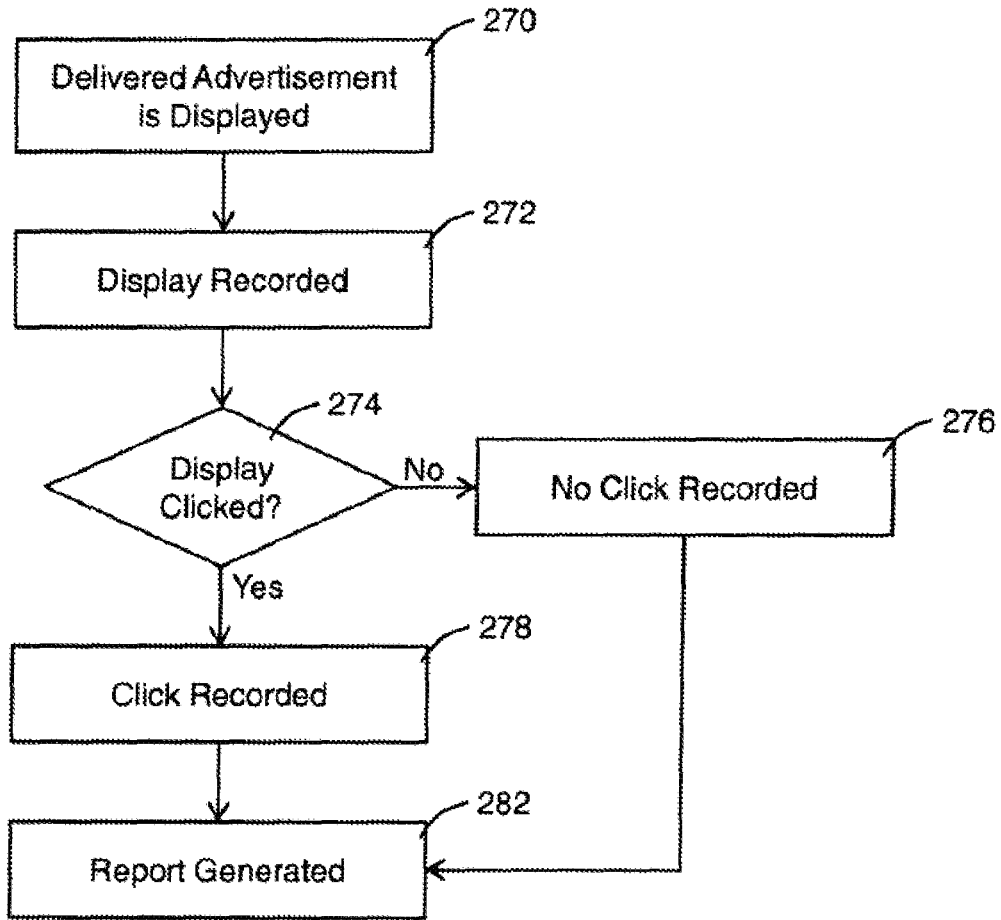 270
Delivered Advertisement
is Displayed
272
Display Recorded
274
Display
Clicked?
No
276
No Click Recorded
Yes
278
Click Recorded
282
Report Generated